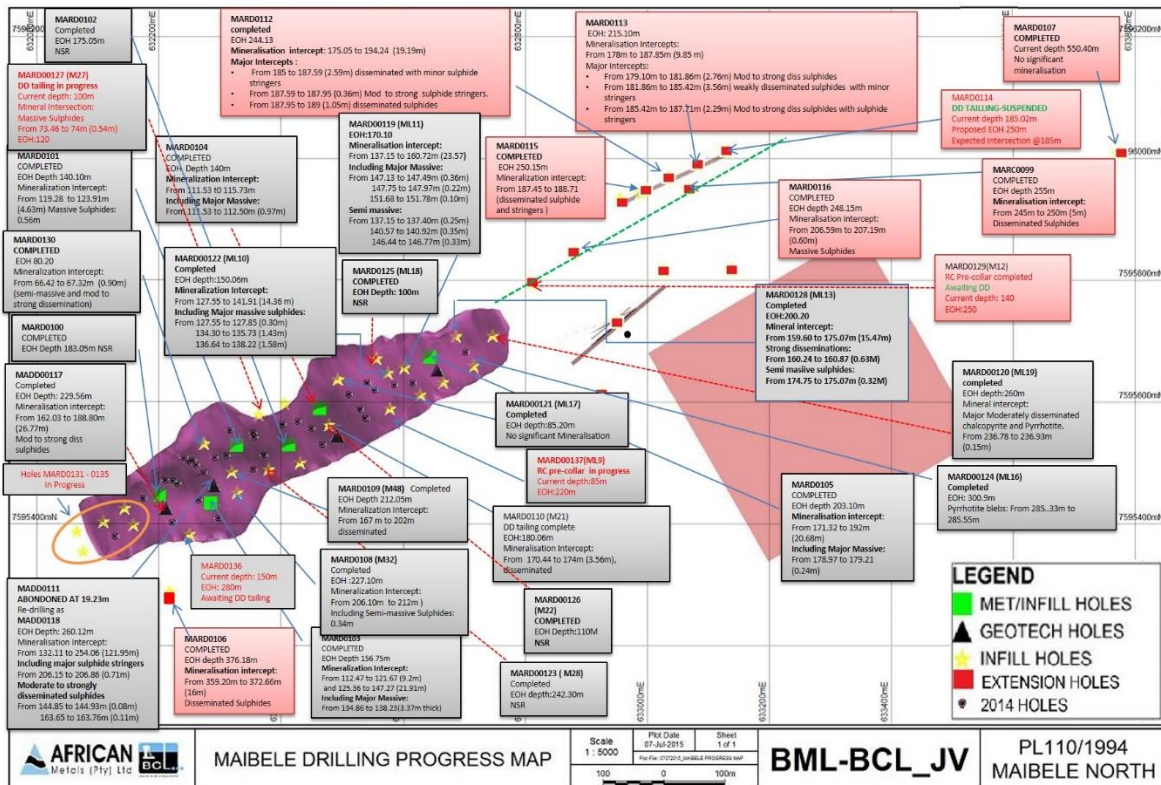 MARD0102
Completed
EOH 175.05m
NSR
MARD0112
completed
EOH 244.13
Mineralisation intercept: 175.05 to 194.24 (19.19m)
Major Intercepts :
• From 185 to 187.59 (2.59m) disseminated with minor sulphide
stringers
• From 187.59 to 187.95 (0.36m) Mod to strong sulphide stringers.
• From 187.95 to 189 (1.05m) disseminated sulphides
MARD0113
EOH: 215.10m
Mineralisation Intercepts:
From 178m to 187.85m (9.85 m)
Major Intercepts:
• From 179.10m to 181.86m (2.76m) Mod to strong diss sulphides
• From 181.86m to 185.42m (3.56m) weakly disseminated sulphides with minor
stringers
• From 185.42m to 187.71m (2.29m) Mod to strong diss sulphides with sulphide
stringers
MARD0107
COMPLETED
Current depth 550.40m
No significant
mineralisation
MARD00127 (M27)
DD tailing in progress
Current depth: 100m
Mineral Intersection:
Massive Sulphides
From 73.46 to 74m (0.54m)
EOH:120
MARD0114
DD TAILLING-SUSPENDED
Current depth 185.02m
Proposed EOH 250m
Expected Intersection @185m
MARD0101
COMPLETED
EOH Depth 140.10m
Mineralization Intercept:
From 119.28 to 123.91m
(4.63m) Massive Sulphides:
0.56m
MARD0104
COMPLETED
EOH Depth 140m
Mineralization Intercept:
From 111.53 to 115.73m
Including Major Massive:
From 111.53 to 112.50m (0.97m)
MARD00119 (ML11)
EOH:170.10
Mineralisation intercept:
From 137.15 to 160.72m (23.57)
Including Major Massive:
From 147.13 to 147.49m (0.36m)
147.75 to 147.97m (0.22m)
151.68 to 151.78m (0.10m)
Semi massive:
From 137.15 to 137.40m (0.25m)
140.57 to 140.92m (0.35m)
146.44 to 146.77m (0.33m)
MARD0115
COMPLETED
EOH 250.15m
Mineralization Intercept:
From 187.45 to 188.71
(disseminated sulphide
and stringers )
MARD0116
COMPLETED
EOH depth 248.15m
Mineralisation intercept:
From 206.59m to 207.19m
(0.60m)
Massive Sulphides
MARC0099
COMPLETED
EOH depth 255m
Mineralisation intercept:
From 245m to 250m (5m)
Disseminated Sulphides
MARD0130
COMPLETED
EOH 80.20
Mineralization Intercept:
From 66.42 to 67.32m (0.90m)
(semi-massive and mod to
strong dissemination)
MARD00122 (ML10)
Completed
EOH depth:150.06m
Mineralization Intercept:
From 127.55 to 141.91 (14.36 m)
Including Major massive sulphides:
From 127.55 to 127.85 (0.30m)
134.30 to 135.73 (1.43m)
136.64 to 138.22 (1.58m)
MARD0125 (ML18)
COMPLETED
EOH Depth: 100m
NSR
MARD0129(M12)
RC Pre-collar completed
Awaiting DD
Current depth: 140
EOH:250
MARD0128 (ML13)
Completed
EOH:200.20
Mineral intercept:
From 159.60 to 175.07m (15.47m)
Strong disseminations:
From 160.24 to 160.87 (0.63M)
Semi masiive sulphides:
From 174.75 to 175.07m (0.32M)
MARD0100
COMPLETED
EOH Depth 183.05m NSR
MADD00117
Completed
EOH Depth: 229.56m
Mineralization Intercept:
From 162.03 to 188.80m
(26.77m)
Mod to strong diss
sulphides
Holes MARD0131 - 0135
In Progress
MARD00121 (ML17)
Completed
EOH depth:85.20m
No significant Mineralisation
MARD00120 (ML19)
completed
EOH depth:260m
Mineral intercept:
Major Moderately disseminated
chalcopyrite and Pyrrhotite.
From 236.78 to 236.93m
(0.15m)
MARD00137(ML9)
RC pre-collar in progress
Current depth:85m
EOH:220m
MARD0109 (M48) Completed
EOH Depth 212.05m
Mineralization Intercept:
From 167 m to 202m
disseminated
MARD0110 (M21)
DD tailing complete
EOH:180.06m
Mineralisation Intercept:
From 170.44 to 174m (3.56m),
disseminated
MARD0105
COMPLETED
EOH depth 203.10m
Mineralisation intercept:
From 171.32 to 192m
(20.68m)
Including Major Massive:
From 178.97 to 179.21
(0.24m)
MARD00124 (ML16)
Completed
EOH: 300.9m
Pyrrhotite blebs: From 285..33m to
285.55m
MADD0111
ABONDONED AT 19.23m
Re-drilling as
MADD0118
EOH Depth: 260.12m
Mineralisation Intercept:
From 132.11 to 254.06 (121.95m)
Including major sulphide stringers
From 206.15 to 206.86 (0.71m)
Moderate to strongly
disseminated sulphides
From 144.85 to 144.93m (0.08m)
163.65 to 163.76m (0.11m)
MARD0136
Current depth: 150m
EOH: 280m
Awaiting DD tailing
MARD0106
COMPLETED
EOH depth 376.18m
Mineralisation intercept:
From 359.20m to 372.66m
(16m)
Disseminated Sulphides
MARD0108 (M32)
EOH :227.10m
Mineralization Intercept:
From 206.10m to 212m )
Including Semi-massive Sulphides:
0.34m
MARD0103
COMPLETED
EOH Depth 156.75m
Mineralization Intercept:
From 112.47 to 121.67 (9.2m)
and 125.36 to 147.27 (21.91m)
Including Major Massive:
From 134.86 to 138.23(3.37m thick)
MARD00126
(M22)
COMPLETED
EOH Depth:110M
NSR
MARD00123 ( M28)
Completed
EOH depth:242.30m
NSR
632200mE
632800mE
633000mE
633200mE
633400mE
7596200mN
7596200mN
7596000mN
7595800mN
7595600mN
7595400mN
7595400mN
LEGEND
MET/INFILL HOLES
GEOTECH HOLES
INFILL HOLES
EXTENSION HOLES
2014 HOLES
AFRICAN
Metals (Pty) Ltd
BCL
MAIBELE DRILLING PROGRESS MAP
Scale
1 : 5000
Plot Date
07-Jul-2015
Sheet
1 of 1
Plot File: 07072015_MAIBELE PROGRESS MAP
100 0 100m
BML-BCL_JV
PL110/1994
MAIBELE NORTH